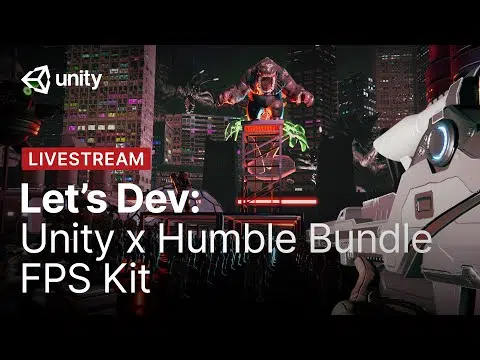 unity
LIVESTREAM
Let's Dev:
Unity x Humble Bundle
FPS Kit